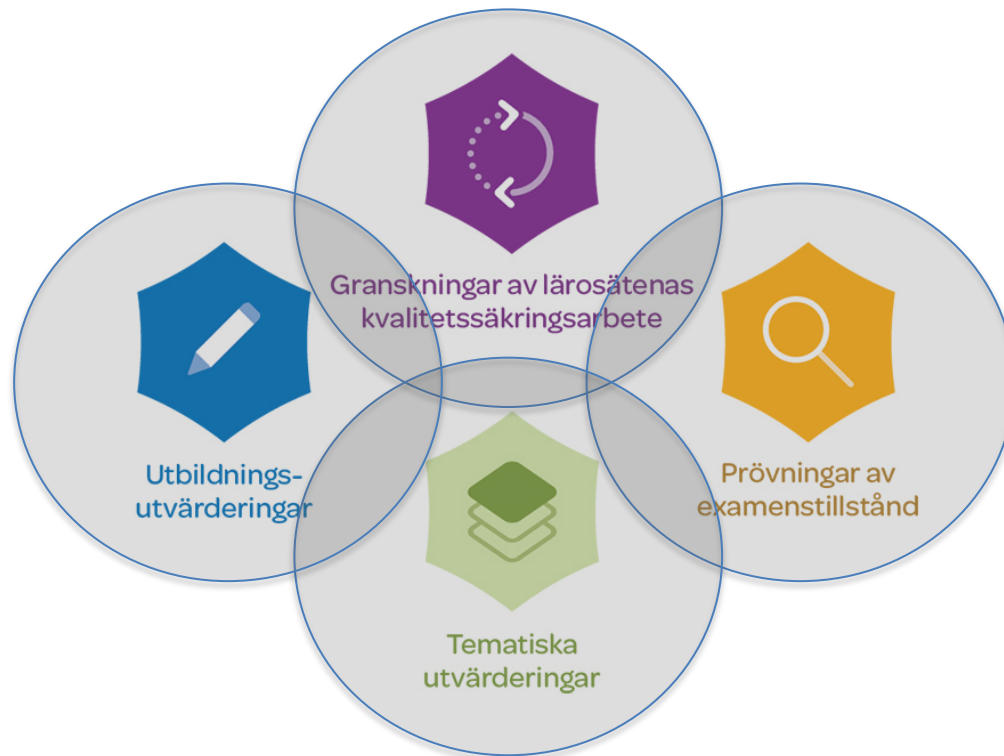 Granskningar av lärosätenas
kvalitetssäkringsarbete
Utbildnings-
utvärderingar
Prövningar av
examenstillstånd
Tematiska
utvärderingar